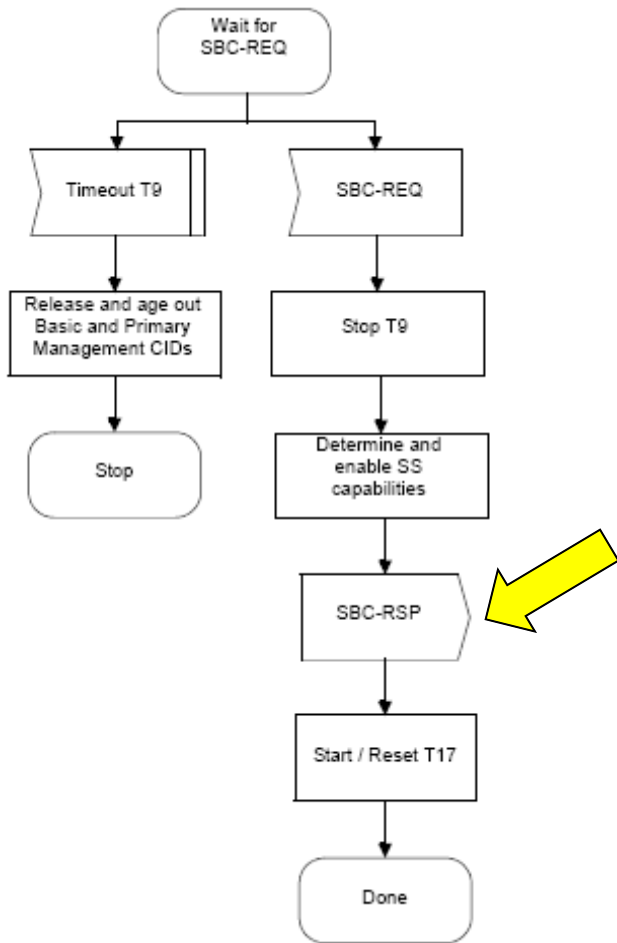 Wait for
SBC-REQ
Timeout T9
SBC-REQ
Release and age out
Basic and Primary
Management CIDs
Stop T9
Stop
Determine and
enable SS
capabilities
SBC-RSP
Start / Reset T17
Done